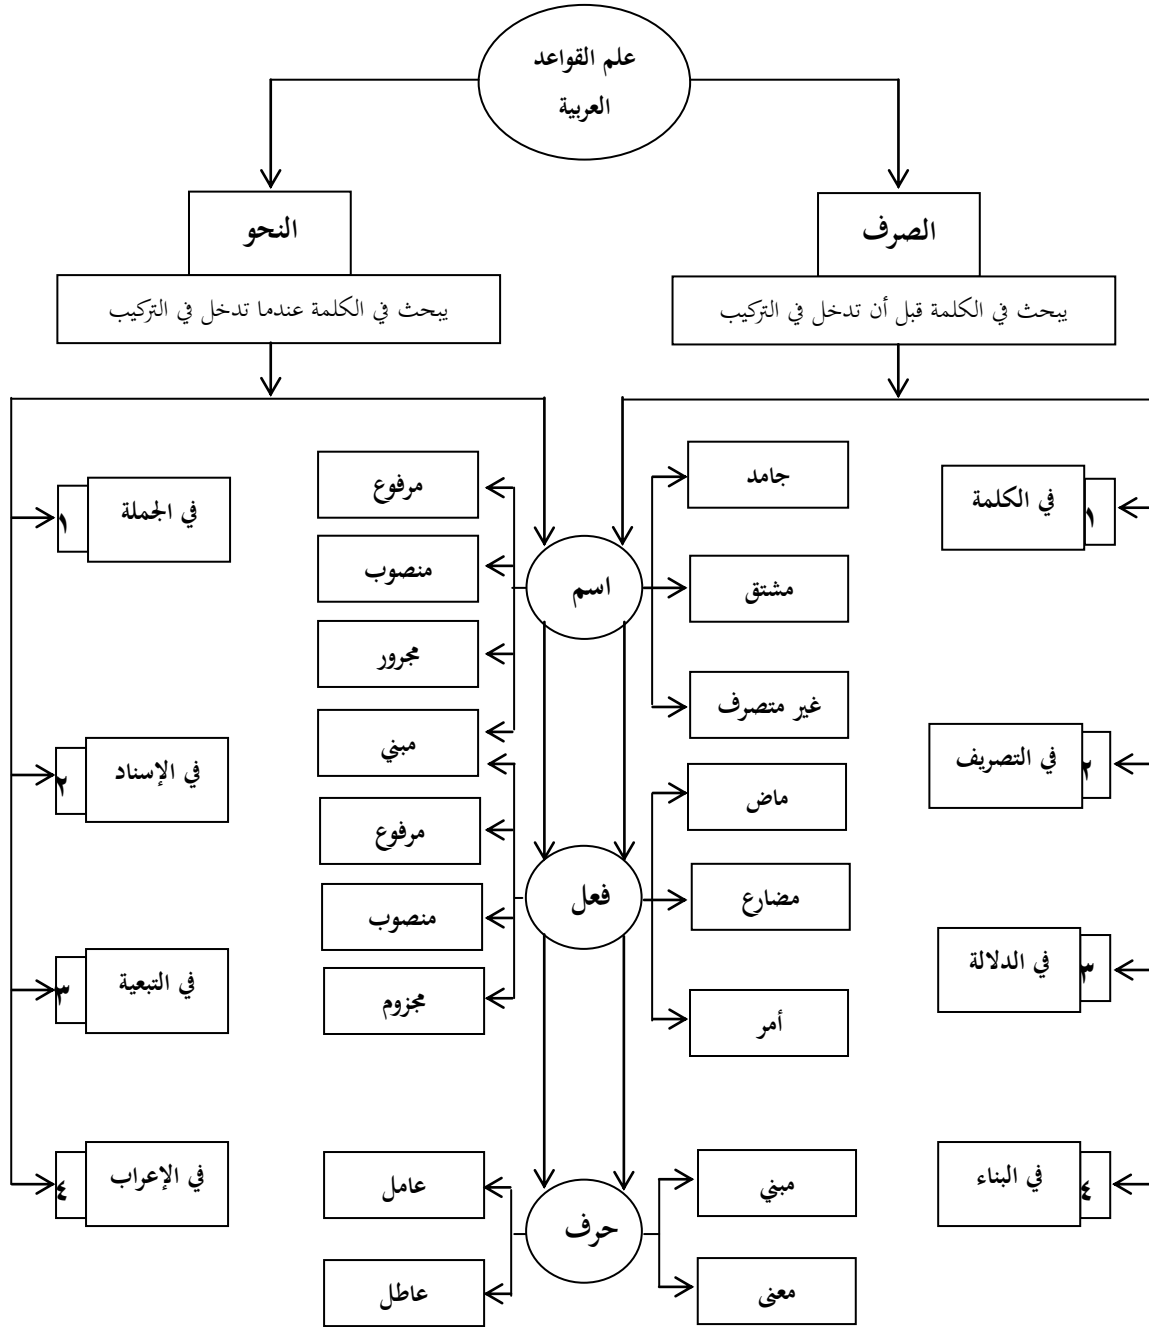 علم القواعد
العربية
الصرف
النحو
يبحث في الكلمة قبل أن تدخل في التركيب
يبحث في الكلمة عندما تدخل في التركيب
١
في الكلمة
٢
في التصريف
٣
في الدلالة
٤
في البناء
جامد
مشتق
غير متصرف
ماض
مضارع
أمر
مبني
معنى
اسم
فعل
حرف
مرفوع
منصوب
مجرور
مبني
مرفوع
منصوب
مجزوم
عامل
عاطل
في الجملة
١
في الإسناد
٢
في التبعية
٣
في الإعراب
٤